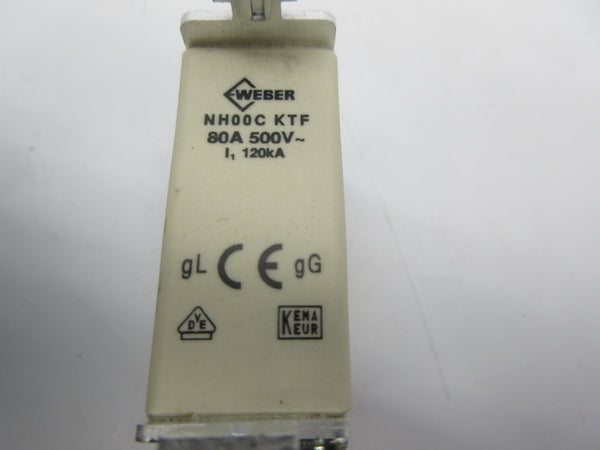 WEBER
NH00C KTF
80A 500V~
I₁ 120kA
gL CE gG
VDE KEMA
KEUR